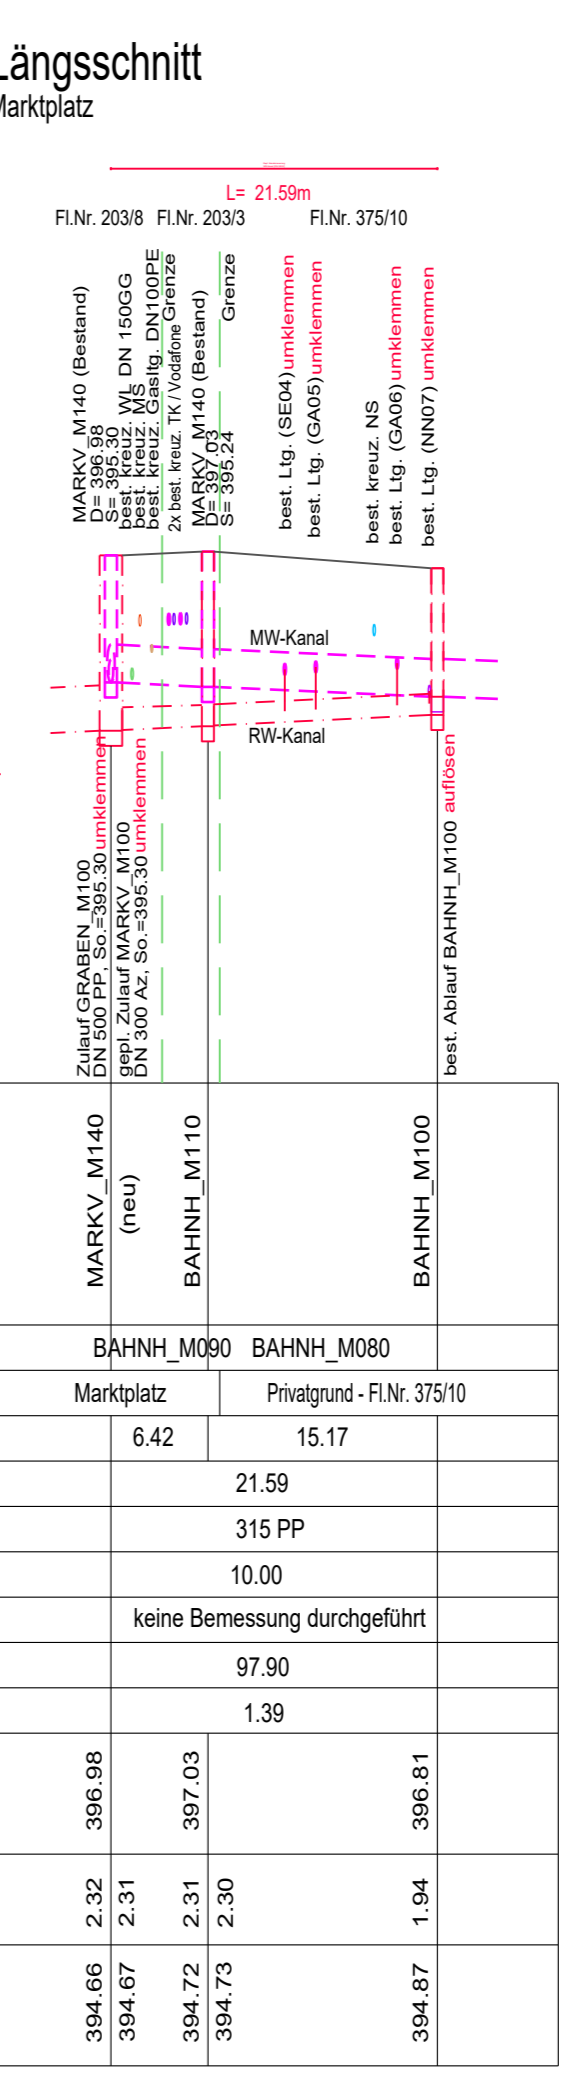 Längsschnitt
Marktplatz
L= 21.59m
Fl.Nr. 203/8
Fl.Nr. 203/3
Fl.Nr. 375/10
MARKV_M140 (Bestand)
D= 396.98
S= 395.30
best. kreuz. WL DN 150GG
best. kreuz. MS
best. kreuz. Gasltg. DN100PE
Grenze
2x best. kreuz. TK / Vodafone
MARKV_M140 (Bestand)
D= 397.03
S= 395.24
Grenze
best. Ltg. (SE04) umklemmen
best. Ltg. (GA05) umklemmen
best. kreuz. NS
best. Ltg. (GA06) umklemmen
best. Ltg. (NN07) umklemmen
MW-Kanal
RW-Kanal
Zulauf GRABEN_M100
DN 500 PP, So.=395.30 umklemmen
gepl. Zulauf MARKV_M100
DN 300 Az, So.=395.30 umklemmen
best. Ablauf BAHNH_M100 auflösen
MARKV_M140
(neu)
BAHNH_M110
BAHNH_M100
BAHNH_M090
BAHNH_M080
Marktplatz
Privatgrund - Fl.Nr. 375/10
6.42
15.17
21.59
315 PP
10.00
keine Bemessung durchgeführt
97.90
1.39
396.98
397.03
396.81
2.32
2.31
2.31
2.30
1.94
394.66
394.67
394.72
394.73
394.87